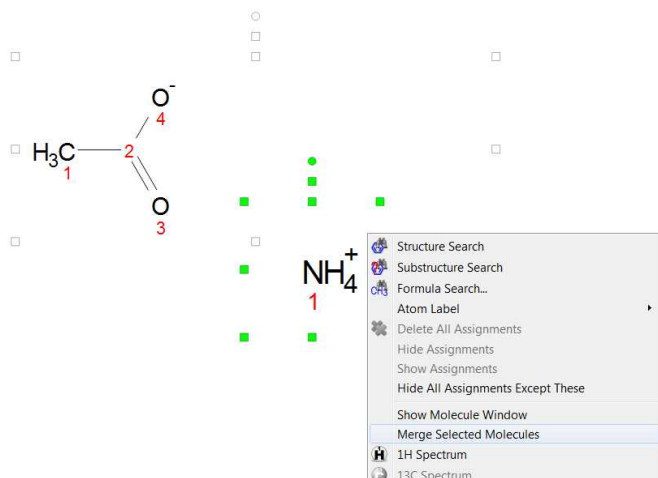 O-
4
H3C
1
2
O
3
NH4+
1
Structure Search
Substructure Search
CH3 Formula Search...
Atom Label
Delete All Assignments
Hide Assignments
Show Assignments
Hide All Assignments Except These
Show Molecule Window
Merge Selected Molecules
H 1H Spectrum
C 13C Spectrum